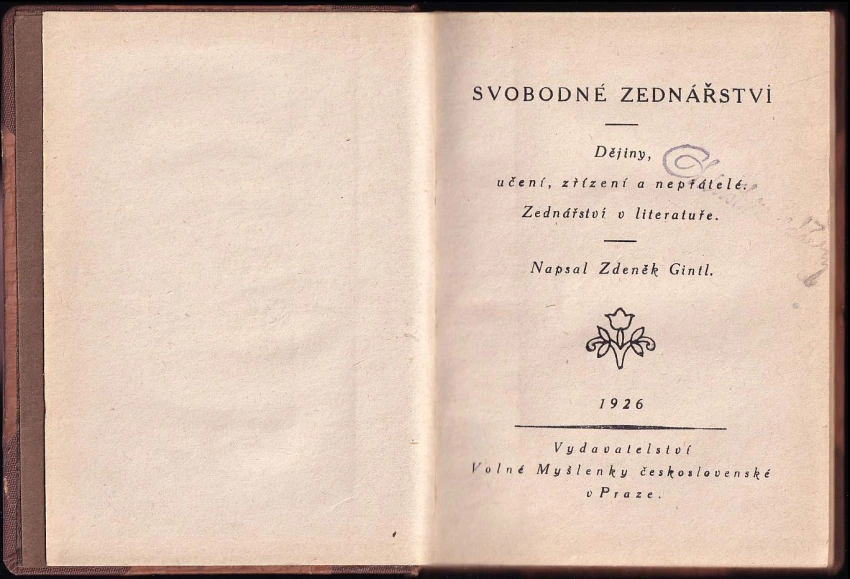 SVOBODNÉ ZEDNÁŘSTVÍ
Dějiny,
učení, zřízení a nepřátelé.
Zednářství v literatuře.
Napsal Zdeněk Gintl.
1926
Vydavatelství
Volné Myšlenky československé
v Praze.